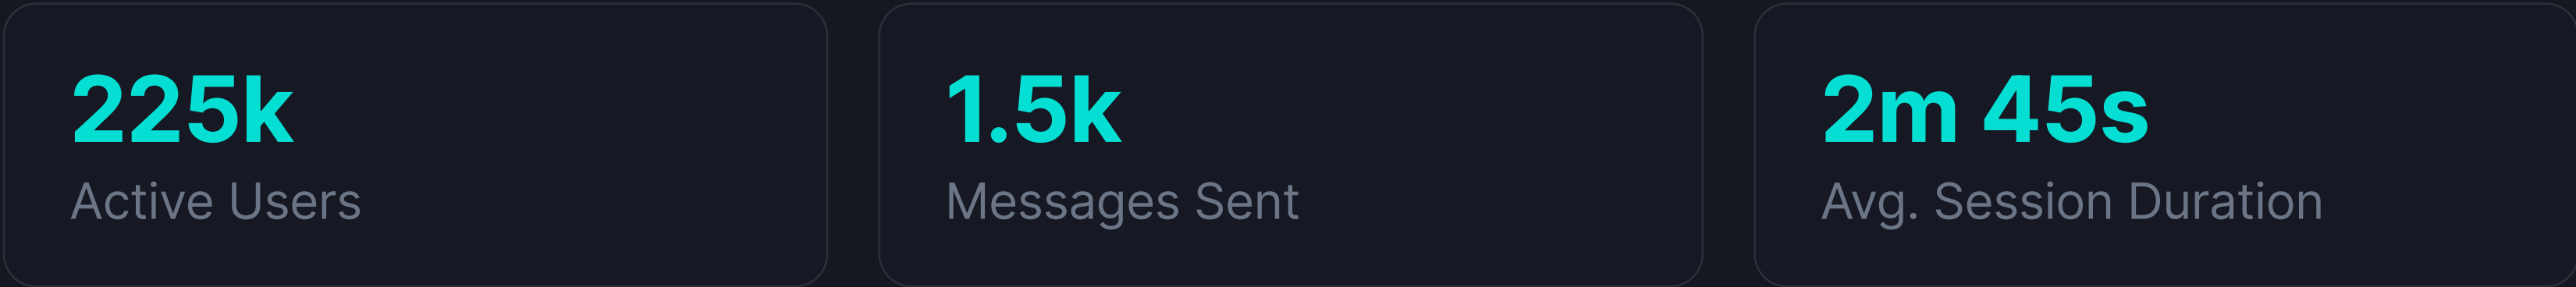 225k
Active Users
1.5k
Messages Sent
2m 45s
Avg. Session Duration